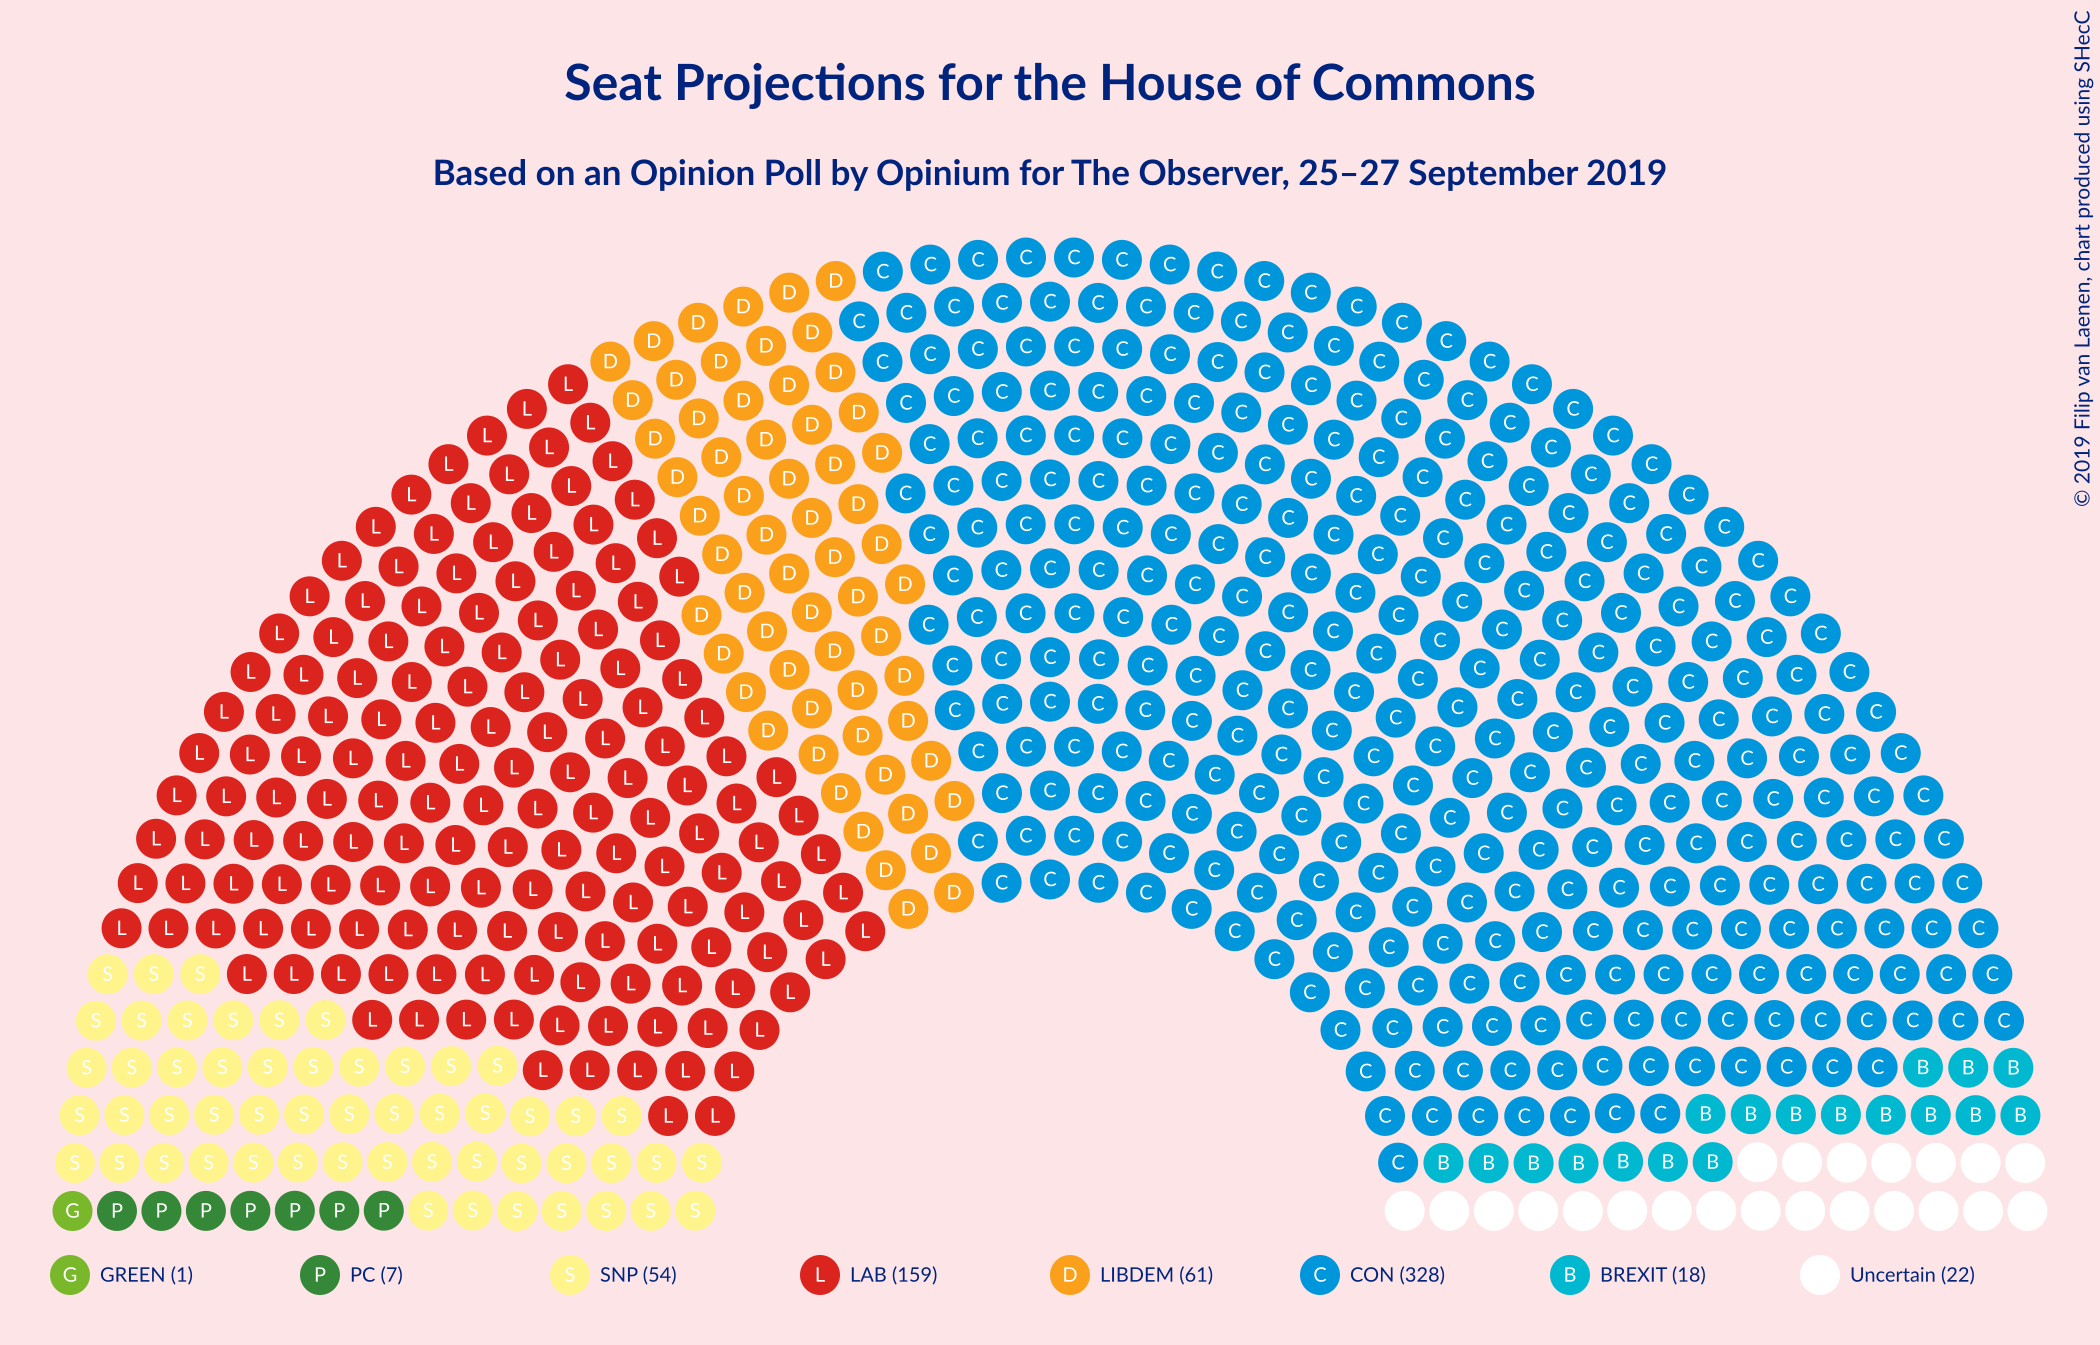 Seat Projections for the House of Commons
Based on an Opinion Poll by Opinium for The Observer, 25–27 September 2019
© 2019 Filip van Laenen, chart produced using SHecC
G GREEN (1)
P PC (7)
S SNP (54)
L LAB (159)
D LIBDEM (61)
C CON (328)
B BREXIT (18)
Uncertain (22)